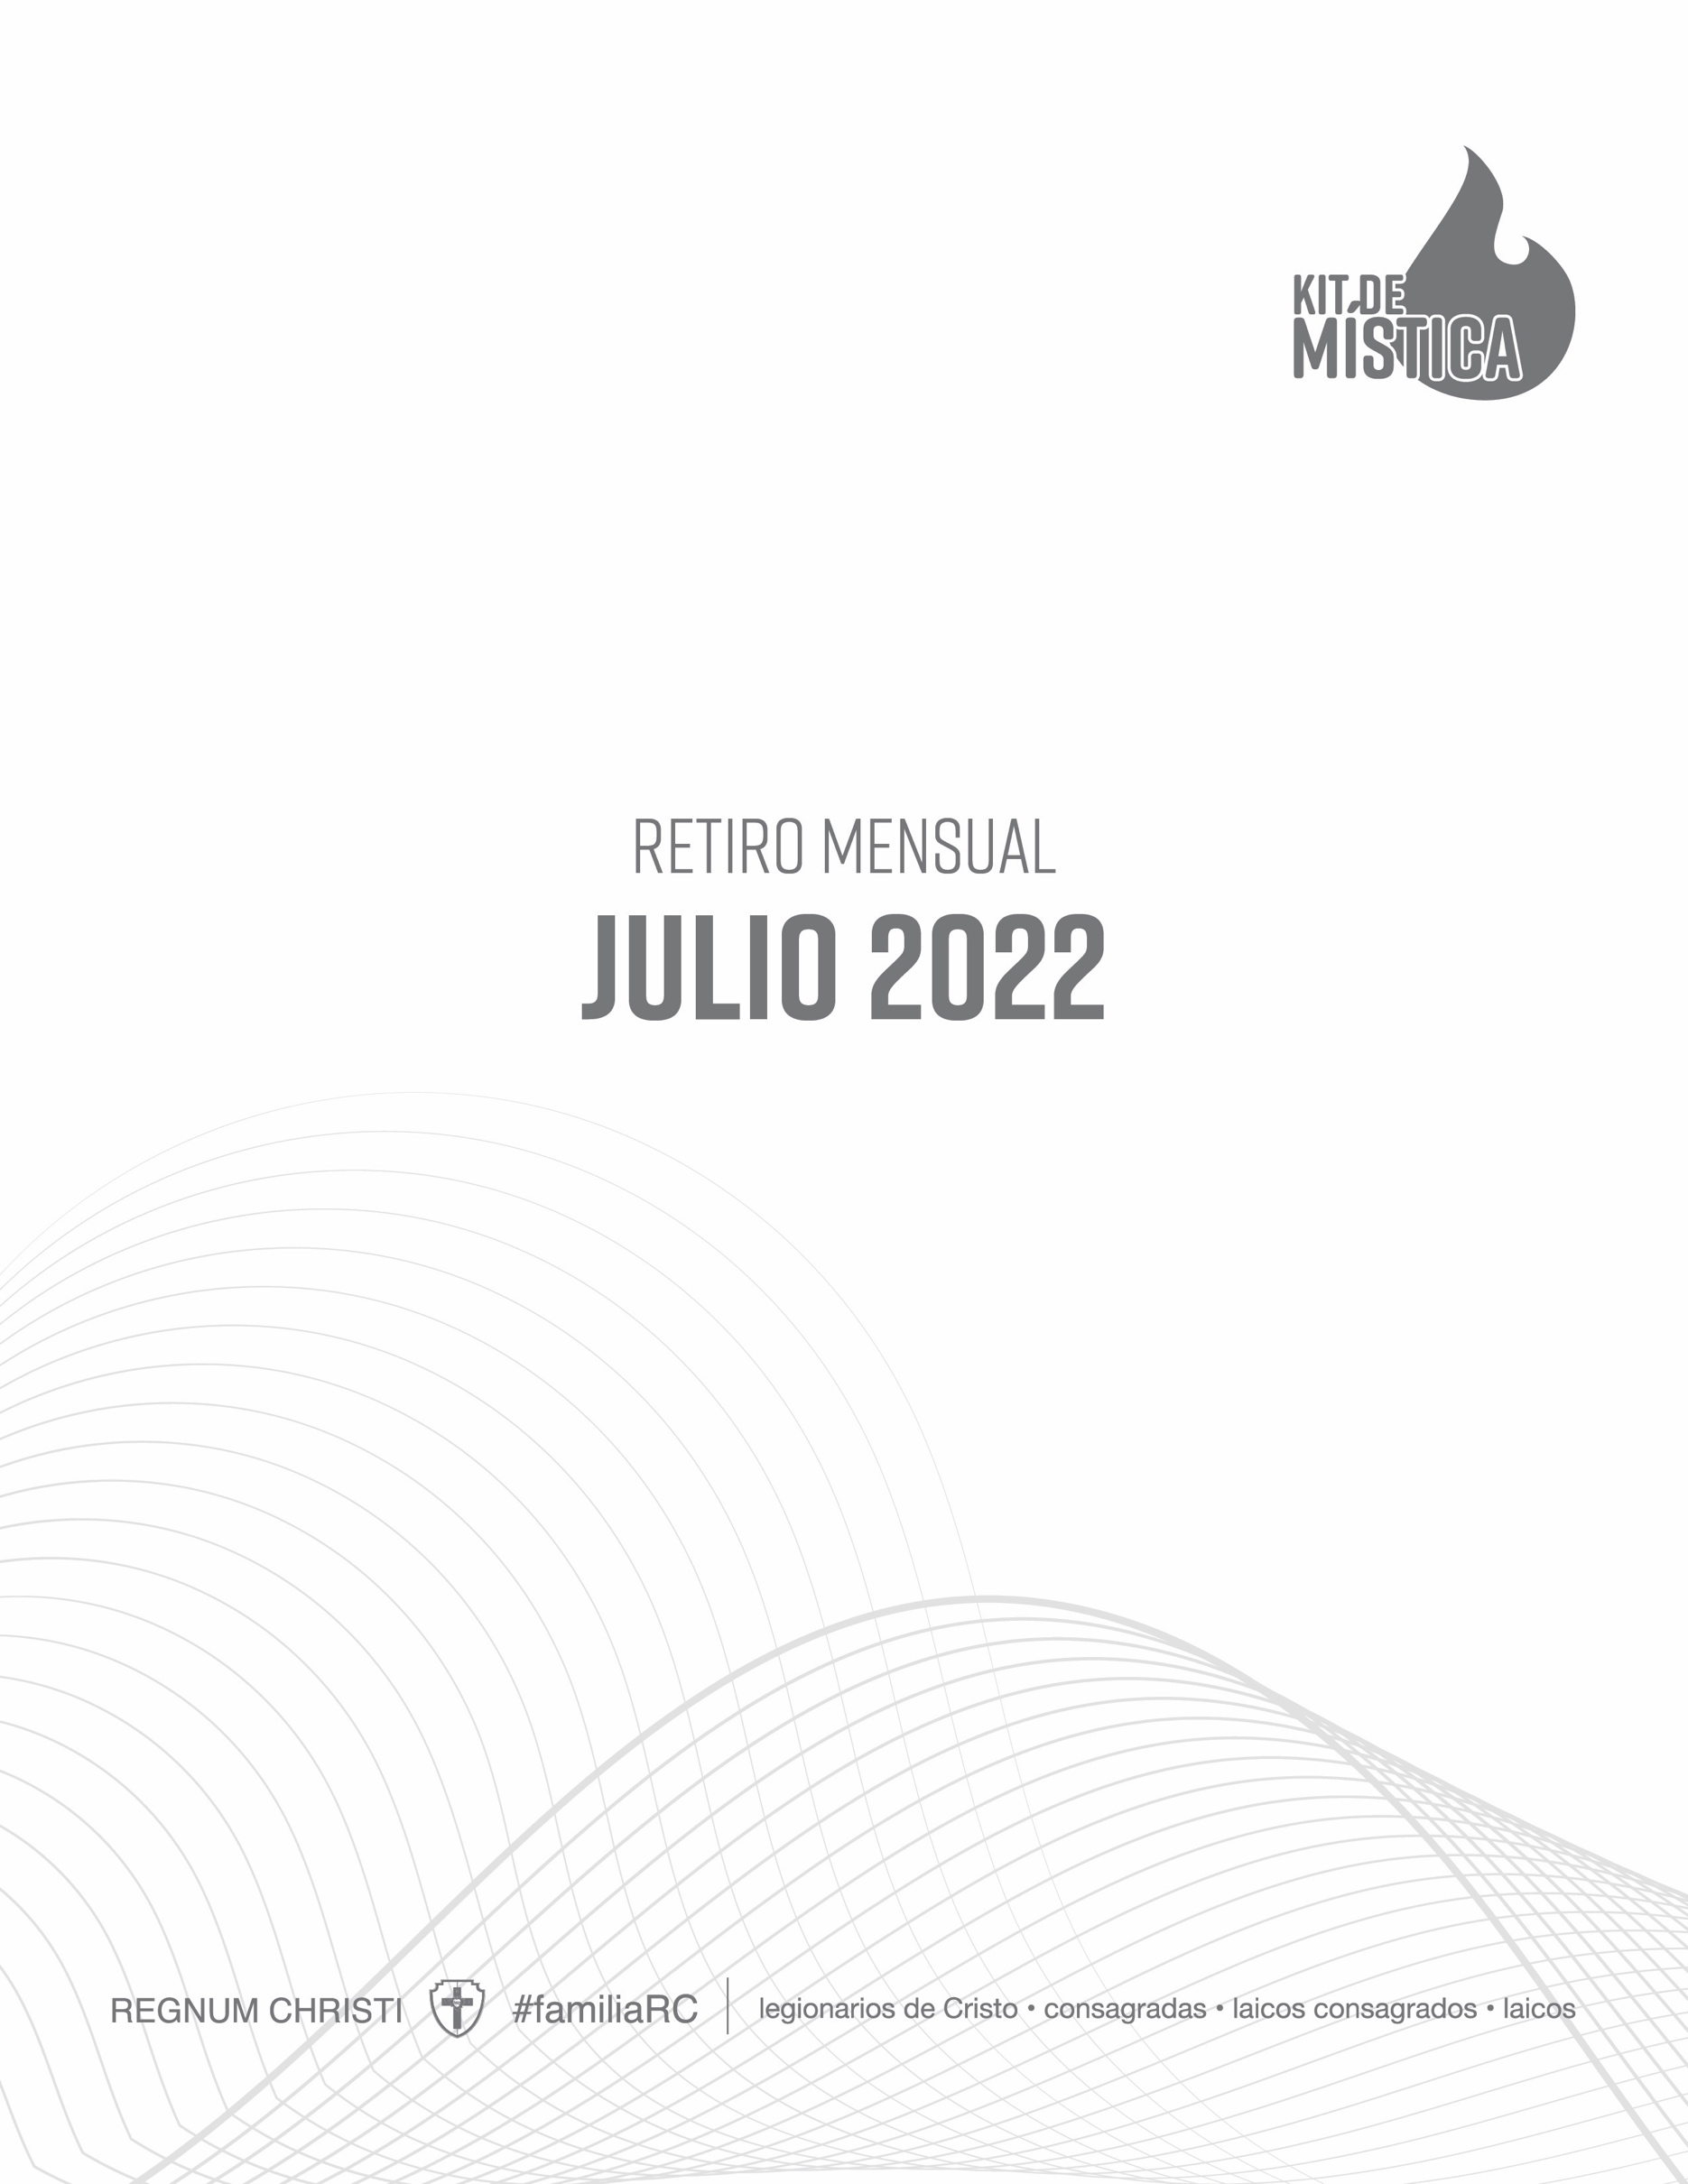 KIT DE
MÍSTICA
RETIRO MENSUAL
JULIO 2022
REGNUM CHRISTI #familiaRC legionarios de Cristo • consagradas • laicos consagrados • laicos